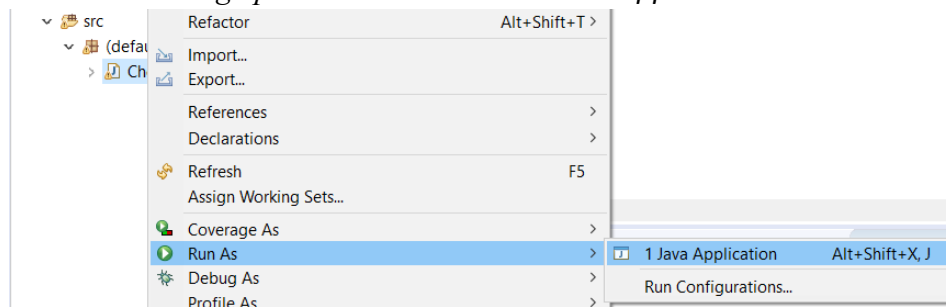 src
Refactor Alt+Shift+T >
(defau
Import...
Ch
Export...
References >
Declarations >
Refresh F5
Assign Working Sets...
Coverage As >
Run As > 1 Java Application Alt+Shift+X, J
Debug As >
Run Configurations...
Profile As >